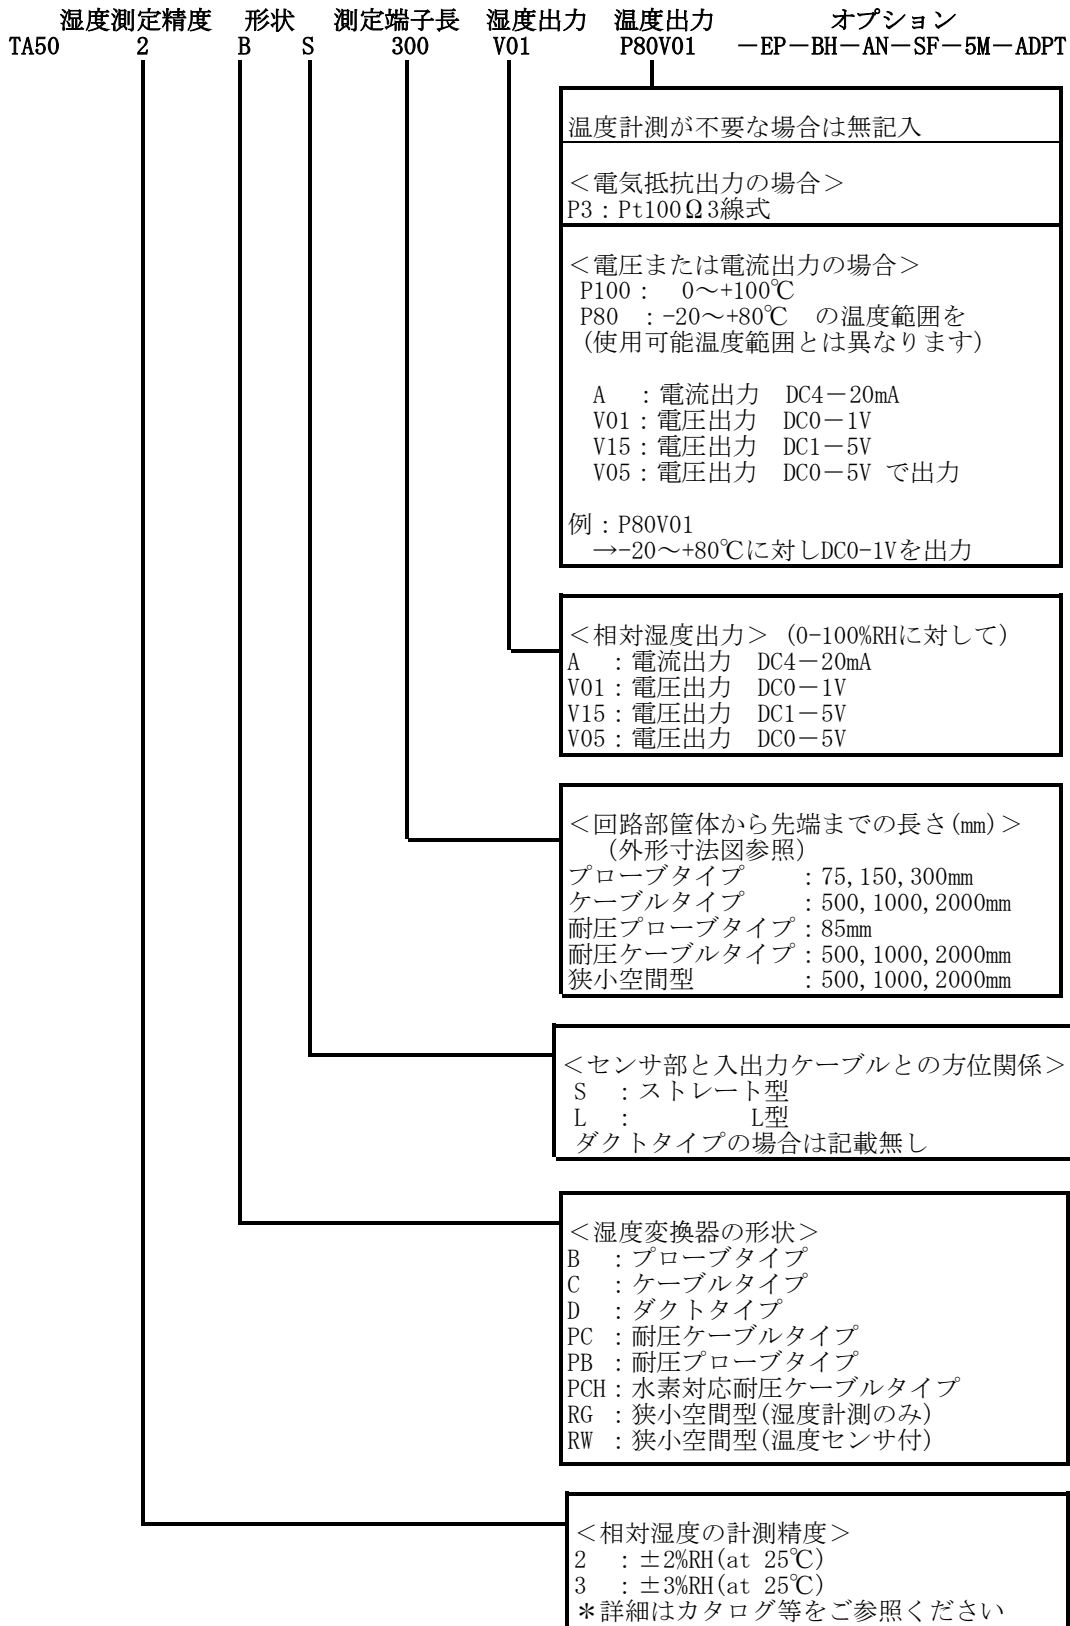 湿度測定精度 形状 測定端子長 湿度出力 温度出力 オプション
TA50 2 B S 300 V01 P80V01 －EP－BH－AN－SF－5M－ADPT
温度計測が不要な場合は無記入
＜電気抵抗出力の場合＞
P3：Pt100Ω3線式
＜電圧または電流出力の場合＞
P100： 0～+100℃
P80 ：-20～+80℃ の温度範囲を
(使用可能温度範囲とは異なります)
A ：電流出力 DC4－20mA
V01：電圧出力 DC0－1V
V15：電圧出力 DC1－5V
V05：電圧出力 DC0－5V で出力
例：P80V01
→-20～+80℃に対しDC0-1Vを出力
＜相対湿度出力＞ (0-100%RHに対して)
A ：電流出力 DC4－20mA
V01：電圧出力 DC0－1V
V15：電圧出力 DC1－5V
V05：電圧出力 DC0－5V
＜回路部筐体から先端までの長さ(mm)＞
(外形寸法図参照)
プローブタイプ ：75,150,300mm
ケーブルタイプ ：500,1000,2000mm
耐圧プローブタイプ：85mm
耐圧ケーブルタイプ：500,1000,2000mm
狭小空間型 ：500,1000,2000mm
＜センサ部と入出力ケーブルとの方位関係＞
S ：ストレート型
L ： L型
ダクトタイプの場合は記載無し
＜湿度変換器の形状＞
B ：プローブタイプ
C ：ケーブルタイプ
D ：ダクトタイプ
PC ：耐圧ケーブルタイプ
PB ：耐圧プローブタイプ
PCH：水素対応耐圧ケーブルタイプ
RG ：狭小空間型(湿度計測のみ)
RW ：狭小空間型(温度センサ付)
＜相対湿度の計測精度＞
2 ：±2%RH(at 25℃)
3 ：±3%RH(at 25℃)
＊詳細はカタログ等をご参照ください